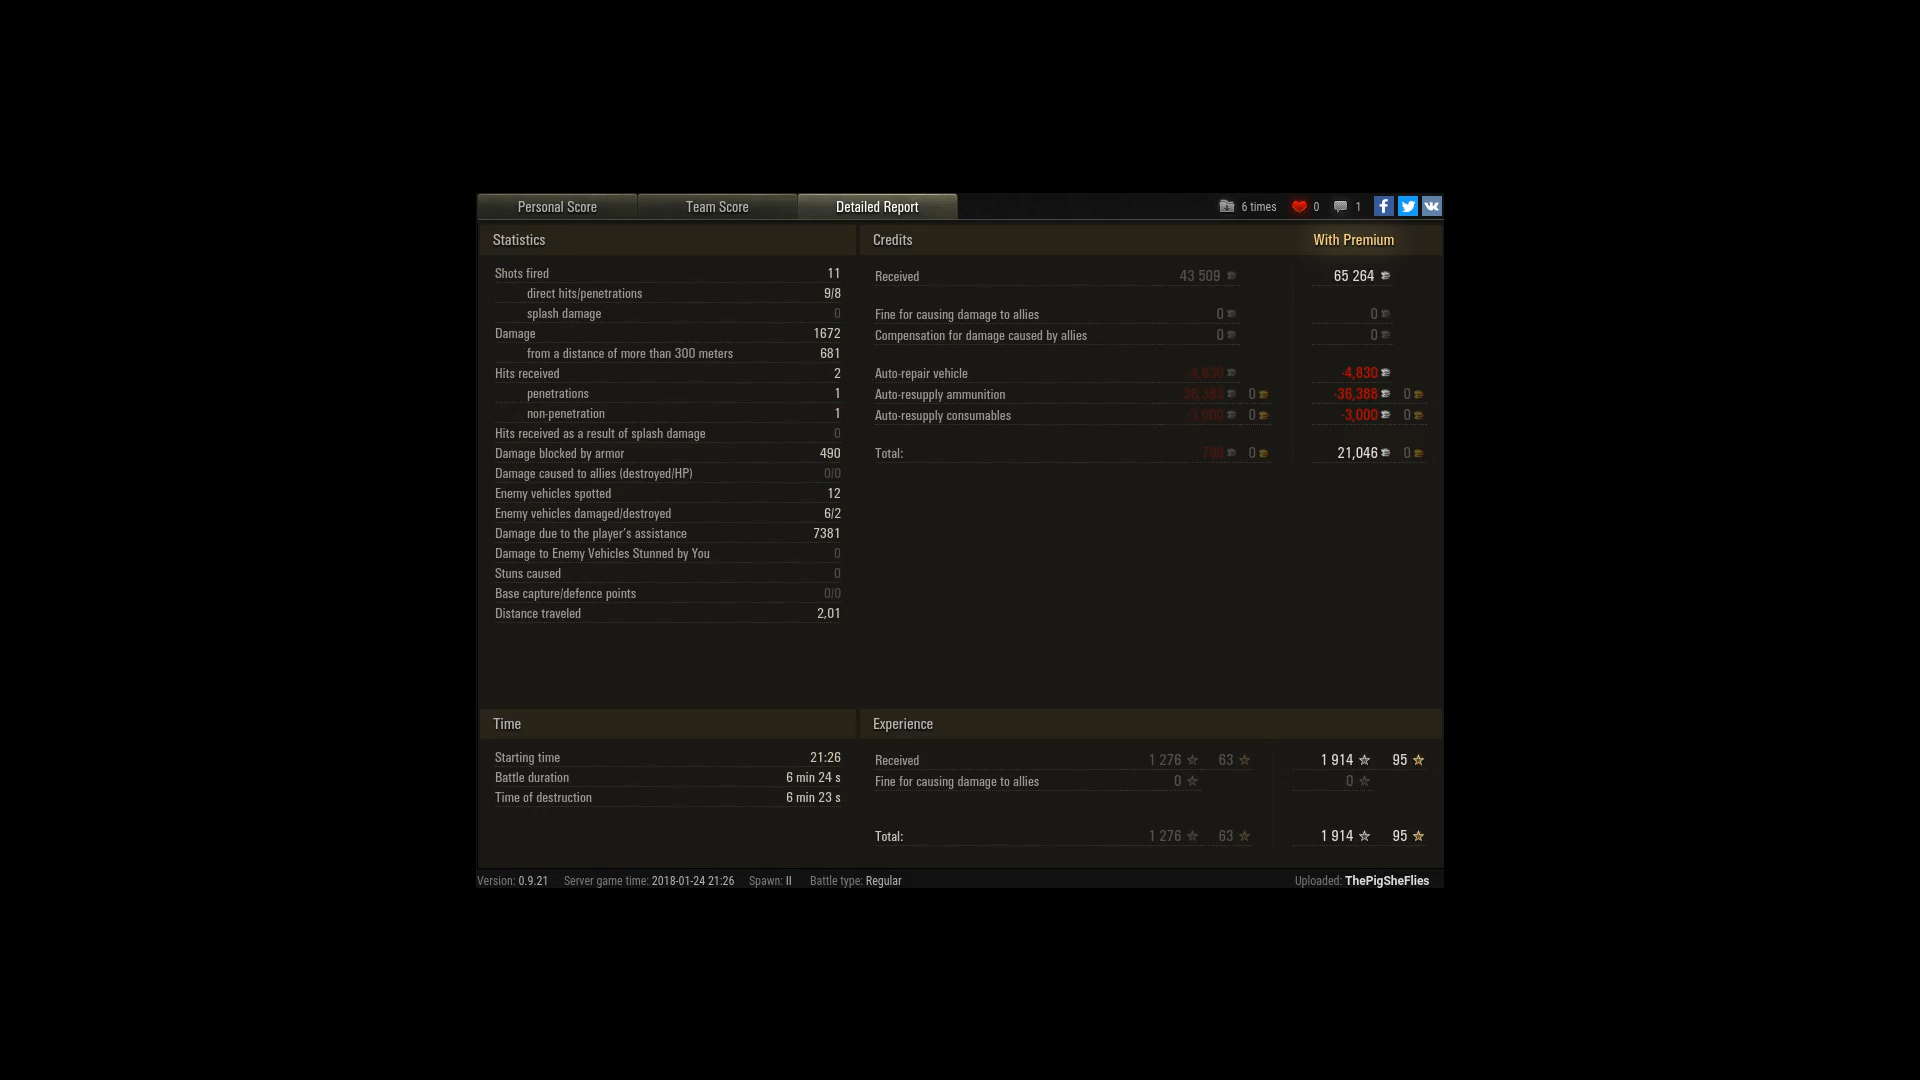 Personal Score Team Score Detailed Report 6 times 0 1
Statistics
Shots fired 11
direct hits/penetrations 9/8
splash damage 0
Damage 1672
from a distance of more than 300 meters 681
Hits received 2
penetrations 1
non-penetration 1
Hits received as a result of splash damage 0
Damage blocked by armor 490
Damage caused to allies (destroyed/HP) 0/0
Enemy vehicles spotted 12
Enemy vehicles damaged/destroyed 6/2
Damage due to the player's assistance 7381
Damage to Enemy Vehicles Stunned by You 0
Stuns caused 0
Base capture/defence points 0/0
Distance traveled 2,01
Credits With Premium
Received 43 509 65 264
Fine for causing damage to allies 0 0
Compensation for damage caused by allies 0 0
Auto-repair vehicle -4,830 -4,830
Auto-resupply ammunition 0 0
Auto-resupply consumables -3,000 0 -3,000 0
Total: 0 21,046 0
Time
Starting time 21:26
Battle duration 6 min 24 s
Time of destruction 6 min 23 s
Experience
Received 1 276 63 1 914 95
Fine for causing damage to allies 0 0
Total: 1 276 63 1 914 95
Version: 0.9.21 Server game time: 2018-01-24 21:26 Spawn: II Battle type: Regular Uploaded: ThePigSheFlies